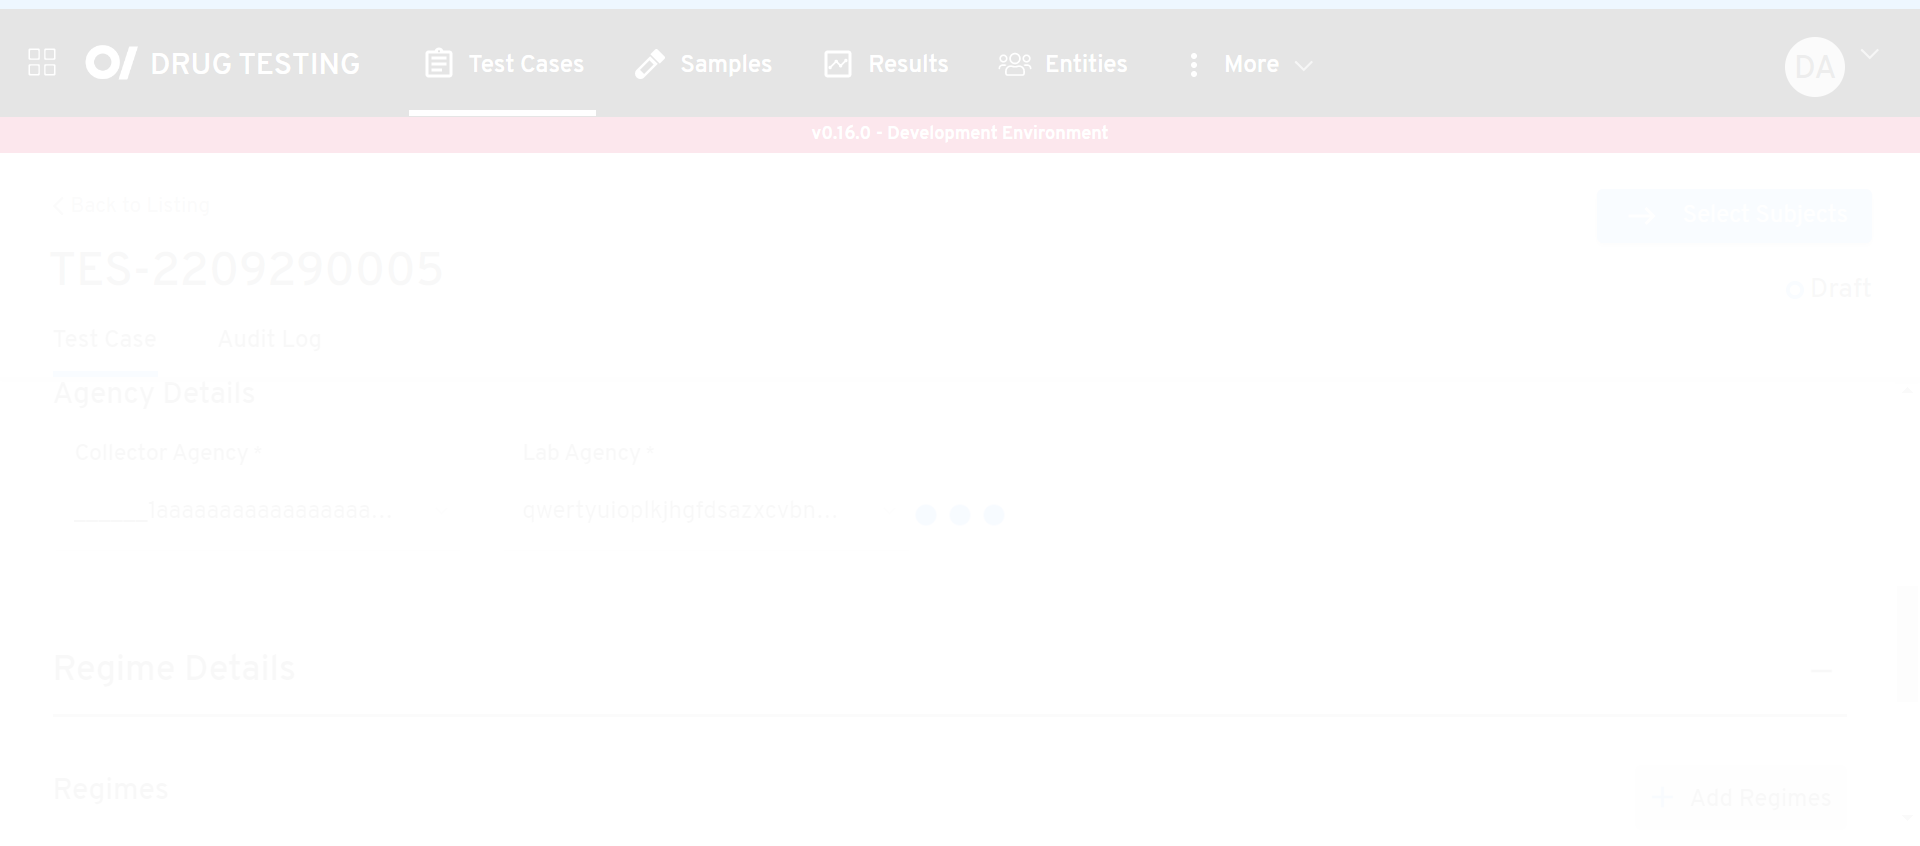 DRUG TESTING Test Cases Samples Results Entities More DA
v0.16.0 - Development Environment
Back to Listing
Select Subjects
TES-2209290005
Draft
Test Case Audit Log
Agency Details
Collector Agency * Lab Agency *
______1aaaaaaaaaaaaaaaaa... qwertyuioplkjhgfdsazxcvbn...
Regime Details
Regimes
Add Regimes